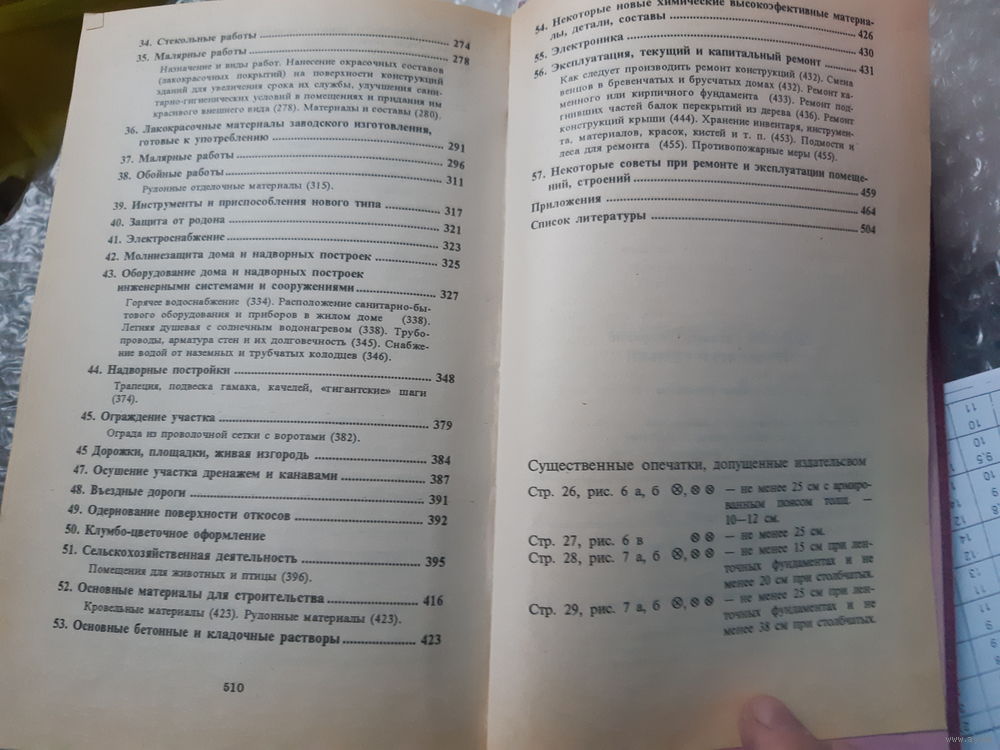 34. Стекольные работы 274
35. Малярные работы 278
Назначение и виды работ. Нанесение окрасочных составов
(лакокрасочных покрытий) на поверхности конструкций
зданий для увеличения срока их службы, улучшения сани-
тарно-гигиенических условий в помещениях и придания им
красивого внешнего вида (278). Материалы и составы (280).
36. Лакокрасочные материалы заводского изготовления,
готовые к употреблению 291
37. Малярные работы 296
38. Обойные работы 311
Рулонные отделочные материалы (315).
39. Инструменты и приспособления нового типа 317
40. Защита от родона 321
41. Электроснабжение 323
42. Молниезащита дома и надворных построек 325
43. Оборудование дома и надворных построек
инженерными системами и сооружениями 327
Горячее водоснабжение (334). Расположение санитарно-бы-
тового оборудования и приборов в жилом доме (338).
Летняя душевая с солнечным водонагревом (338). Трубо-
проводы, арматура стен и их долговечность (345). Снабже-
ние водой от наземных и трубчатых колодцев (346).
44. Надворные постройки 348
Трапеция, подвеска гамака, качелей, «гигантские» шаги
(374).
45. Ограждение участка 379
Ограда из проволочной сетки с воротами (382).
45 Дорожки, площадки, живая изгородь 384
47. Осушение участка дренажем и канавами 387
48. Въездные дороги 391
49. Одернование поверхности откосов 392
50. Клумбо-цветочное оформление
51. Сельскохозяйственная деятельность 395
Помещения для животных и птицы (396).
52. Основные материалы для строительства 416
Кровельные материалы (423). Рулонные материалы (423).
53. Основные бетонные и кладочные растворы 423
510
54. Некоторые новые химические высокоэфективные материа-
лы, детали, составы 426
55. Электроника 430
56. Эксплуатация, текущий и капитальный ремонт 431
Как следует производить ремонт конструкций (432). Смена
венцов в бревенчатых и брусчатых домах (432). Ремонт ка-
менного или кирпичного фундамента (433). Ремонт под-
гнивших частей балок перекрытий из дерева (436). Ремонт
конструкций крыши (444). Хранение инвентаря, инструмен-
та, материалов, красок, кистей и т. п. (453). Подмости и
леса для ремонта (455). Противопожарные меры (455).
57. Некоторые советы при ремонте и эксплуатации помеще-
ний, строений 459
Приложения 464
Список литературы 504
Существенные опечатки, допущенные издательсвом
Стр. 26, рис. 6 а, б ⊗, ⊗ ⊗ — не менее 25 см с армиро-
ванным поясом толщ. —
10—12 см.
Стр. 27, рис. 6 в ⊗ ⊗ — не менее 25 см.
Стр. 28, рис. 7 а, б ⊗, ⊗ ⊗ — не менее 15 см при лен-
точных фундаментах и не
менее 20 см при столбчатых.
Стр. 29, рис. 7 а, б ⊗, ⊗ ⊗ — не менее 25 см при лен-
точных фундаментах и не
менее 38 см при столбчатых.